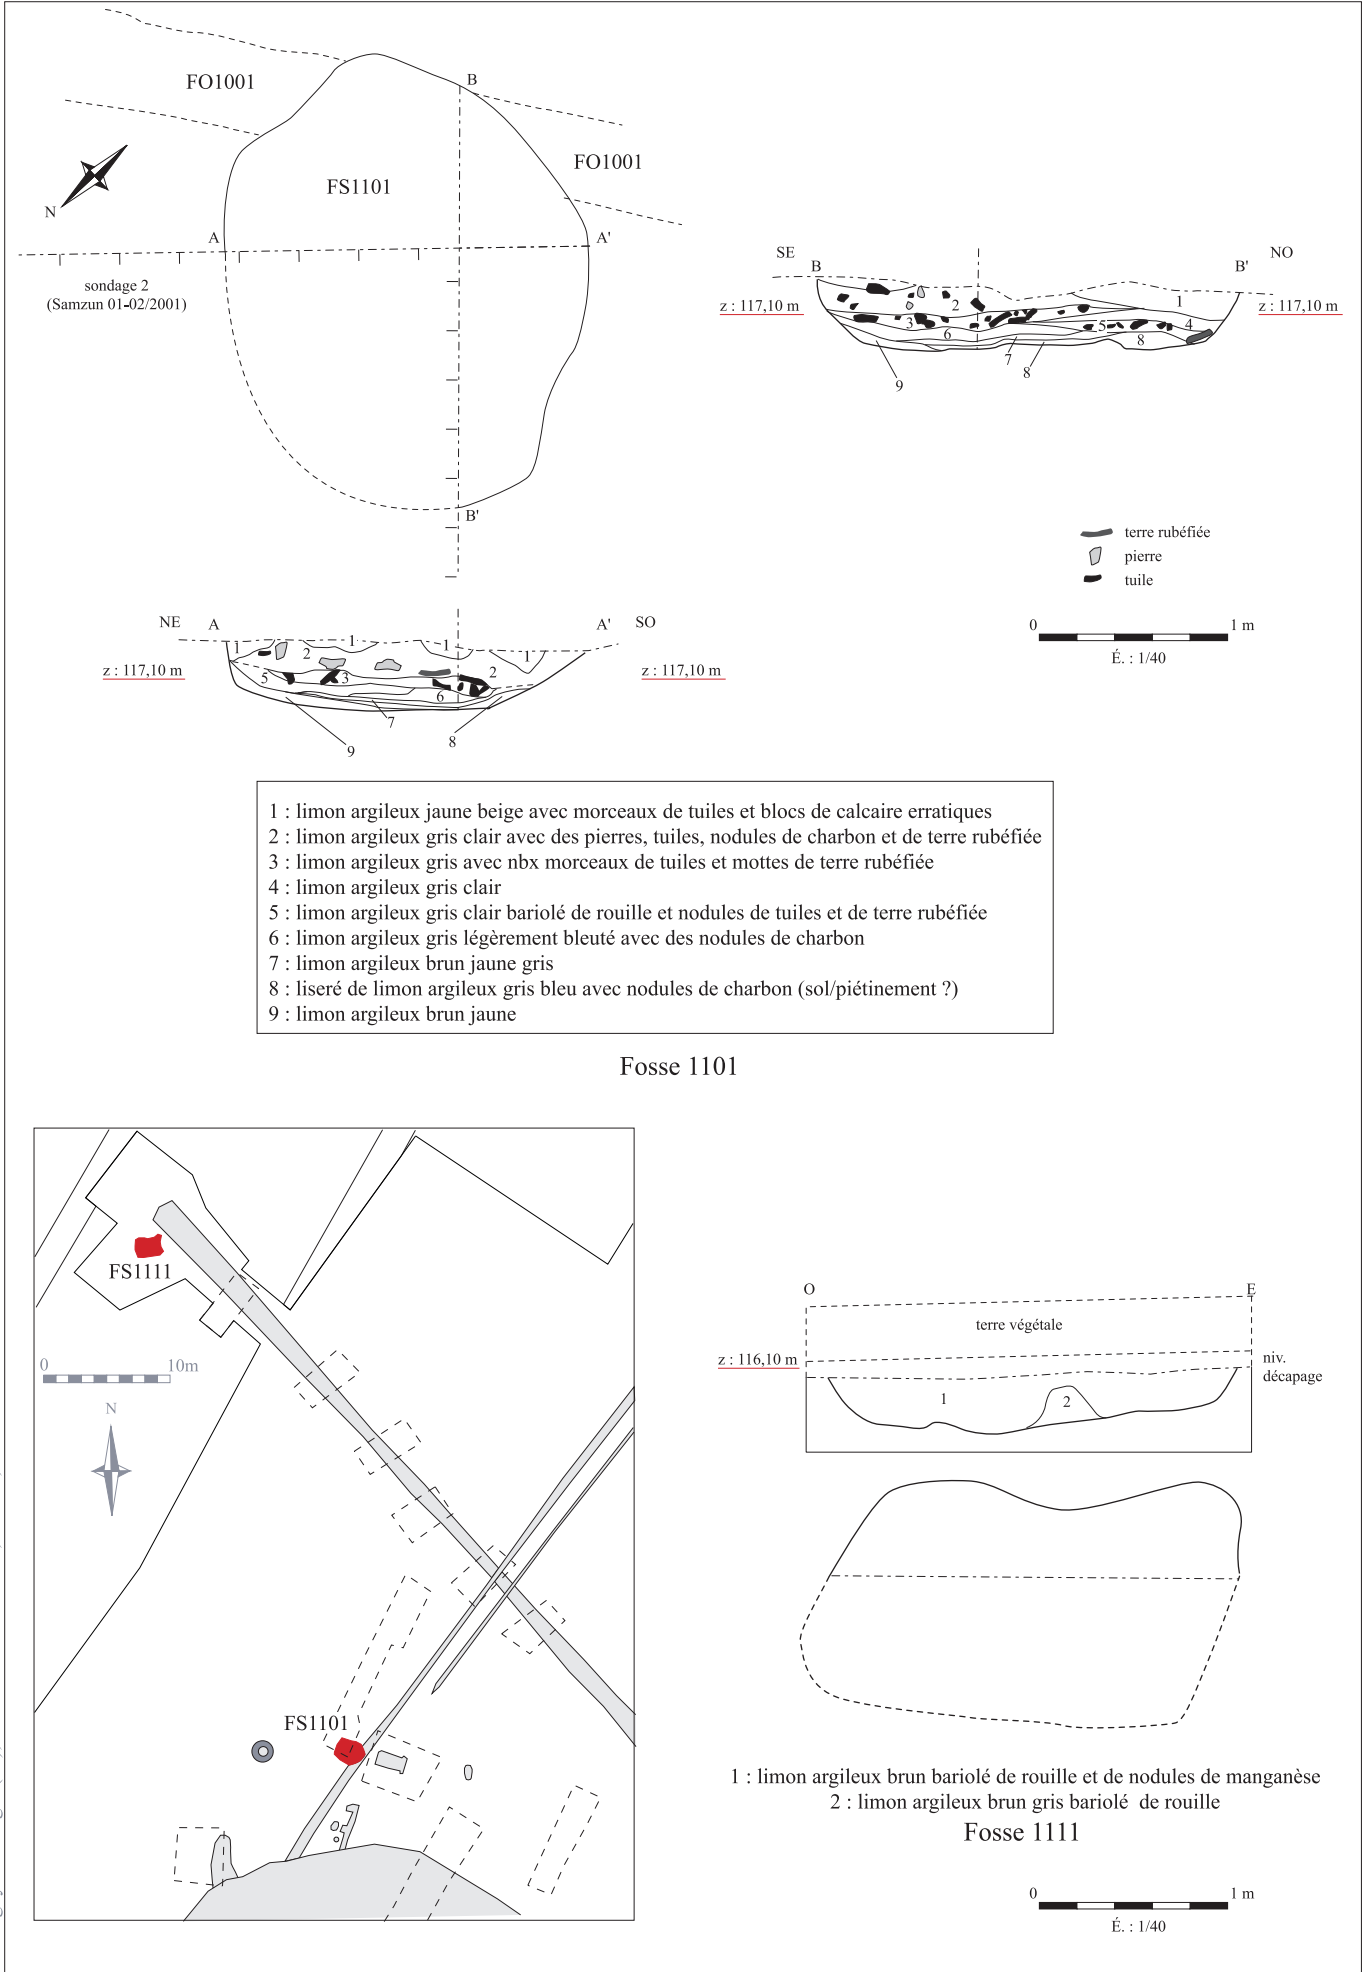 FO1001
B
FO1001
FS1101
N
A
A'
sondage 2
(Samzun 01-02/2001)
B'
SE
NO
B
B'
z : 117,10 m
z : 117,10 m
2
1
3
5
4
6
8
7
8
9
terre rubéfiée
pierre
tuile
0
1 m
É. : 1/40
NE
A
A'
SO
1
2
1
1
1
z : 117,10 m
z : 117,10 m
5
3
2
6
7
8
9
1 : limon argileux jaune beige avec morceaux de tuiles et blocs de calcaire erratiques
2 : limon argileux gris clair avec des pierres, tuiles, nodules de charbon et de terre rubéfiée
3 : limon argileux gris avec nbx morceaux de tuiles et mottes de terre rubéfiée
4 : limon argileux gris clair
5 : limon argileux gris clair bariolé de rouille et nodules de tuiles et de terre rubéfiée
6 : limon argileux gris légèrement bleuté avec des nodules de charbon
7 : limon argileux brun jaune gris
8 : liseré de limon argileux gris bleu avec nodules de charbon (sol/piétinement ?)
9 : limon argileux brun jaune
Fosse 1101
FS1111
0
10m
N
FS1101
O
E
terre végétale
z : 116,10 m
niv.
décapage
1
2
1 : limon argileux brun bariolé de rouille et de nodules de manganèse
2 : limon argileux brun gris bariolé de rouille
Fosse 1111
0
1 m
É. : 1/40